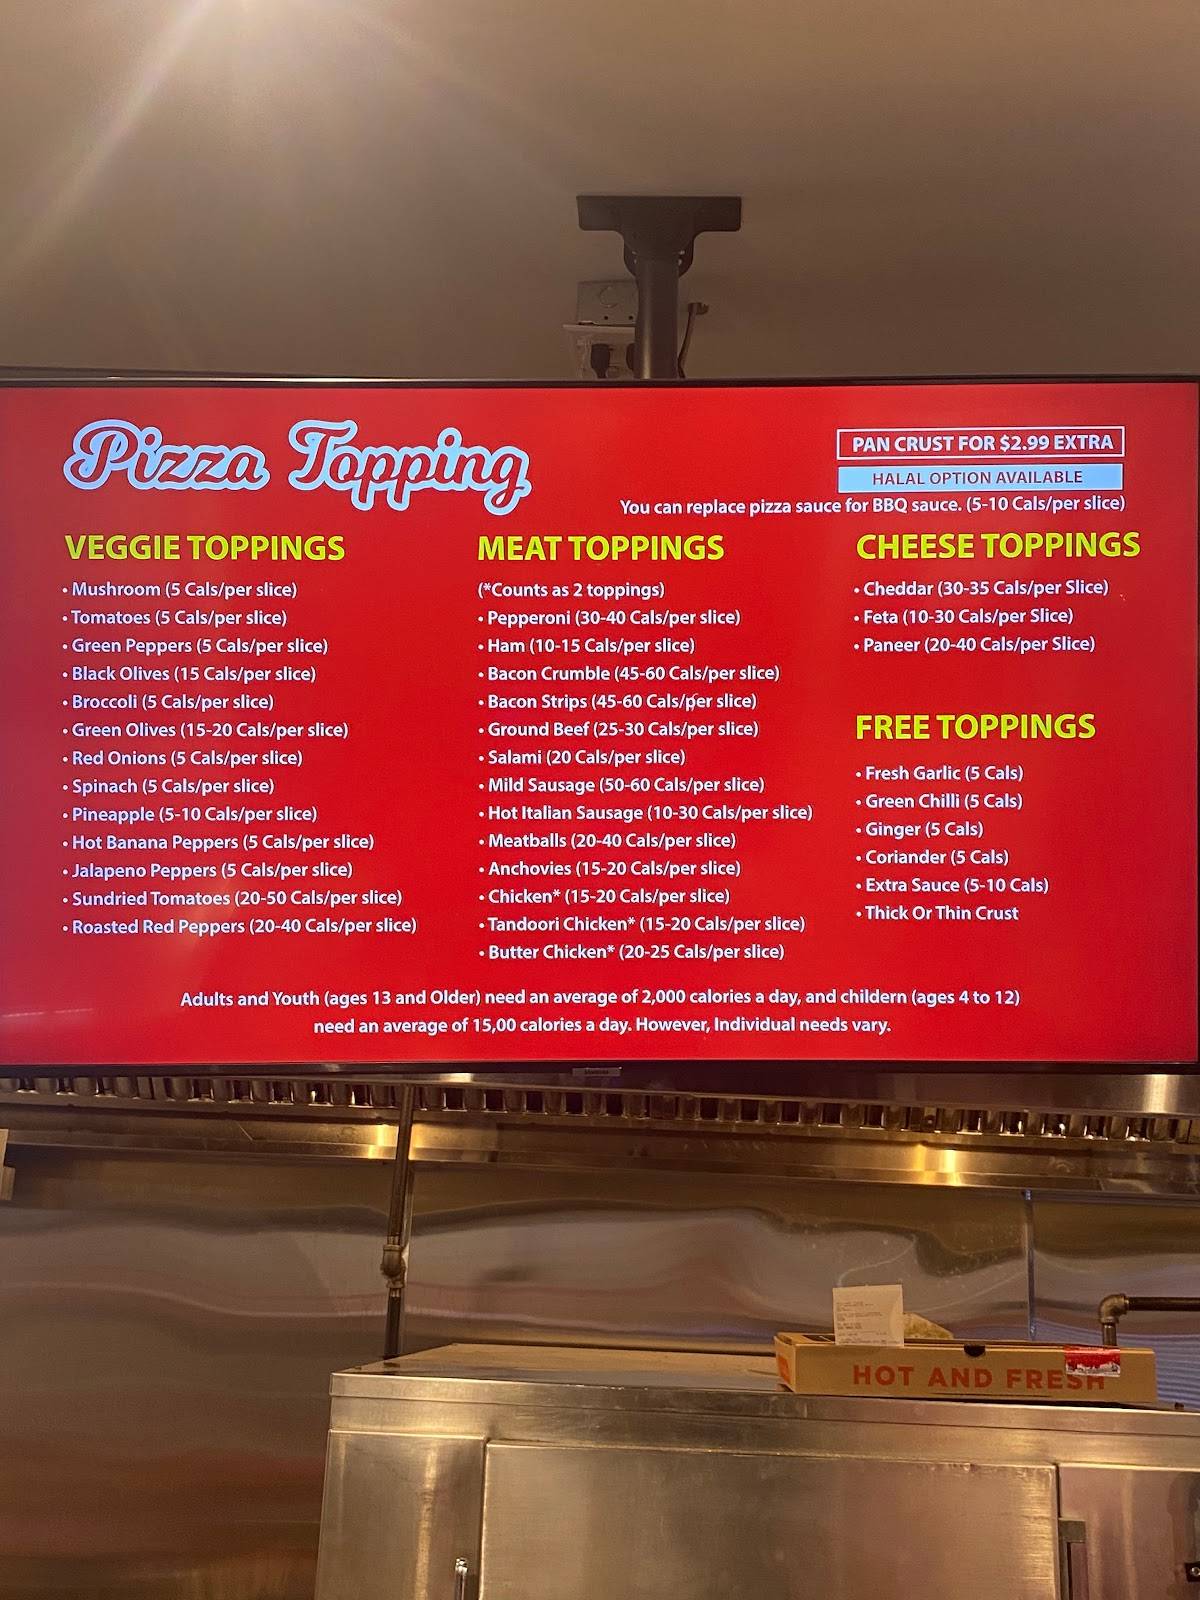 Pizza Topping
PAN CRUST FOR $2.99 EXTRA
HALAL OPTION AVAILABLE
You can replace pizza sauce for BBQ sauce. (5-10 Cals/per slice)
VEGGIE TOPPINGS
• Mushroom (5 Cals/per slice)
• Tomatoes (5 Cals/per slice)
• Green Peppers (5 Cals/per slice)
• Black Olives (15 Cals/per slice)
• Broccoli (5 Cals/per slice)
• Green Olives (15-20 Cals/per slice)
• Red Onions (5 Cals/per slice)
• Spinach (5 Cals/per slice)
• Pineapple (5-10 Cals/per slice)
• Hot Banana Peppers (5 Cals/per slice)
• Jalapeno Peppers (5 Cals/per slice)
• Sundried Tomatoes (20-50 Cals/per slice)
• Roasted Red Peppers (20-40 Cals/per slice)
MEAT TOPPINGS
(*Counts as 2 toppings)
• Pepperoni (30-40 Cals/per slice)
• Ham (10-15 Cals/per slice)
• Bacon Crumble (45-60 Cals/per slice)
• Bacon Strips (45-60 Cals/per slice)
• Ground Beef (25-30 Cals/per slice)
• Salami (20 Cals/per slice)
• Mild Sausage (50-60 Cals/per slice)
• Hot Italian Sausage (10-30 Cals/per slice)
• Meatballs (20-40 Cals/per slice)
• Anchovies (15-20 Cals/per slice)
• Chicken* (15-20 Cals/per slice)
• Tandoori Chicken* (15-20 Cals/per slice)
• Butter Chicken* (20-25 Cals/per slice)
CHEESE TOPPINGS
• Cheddar (30-35 Cals/per Slice)
• Feta (10-30 Cals/per Slice)
• Paneer (20-40 Cals/per Slice)
FREE TOPPINGS
• Fresh Garlic (5 Cals)
• Green Chilli (5 Cals)
• Ginger (5 Cals)
• Coriander (5 Cals)
• Extra Sauce (5-10 Cals)
• Thick Or Thin Crust
Adults and Youth (ages 13 and Older) need an average of 2,000 calories a day, and childern (ages 4 to 12)
need an average of 15,00 calories a day. However, Individual needs vary.
SAMSUNG
HOT AND FRESH